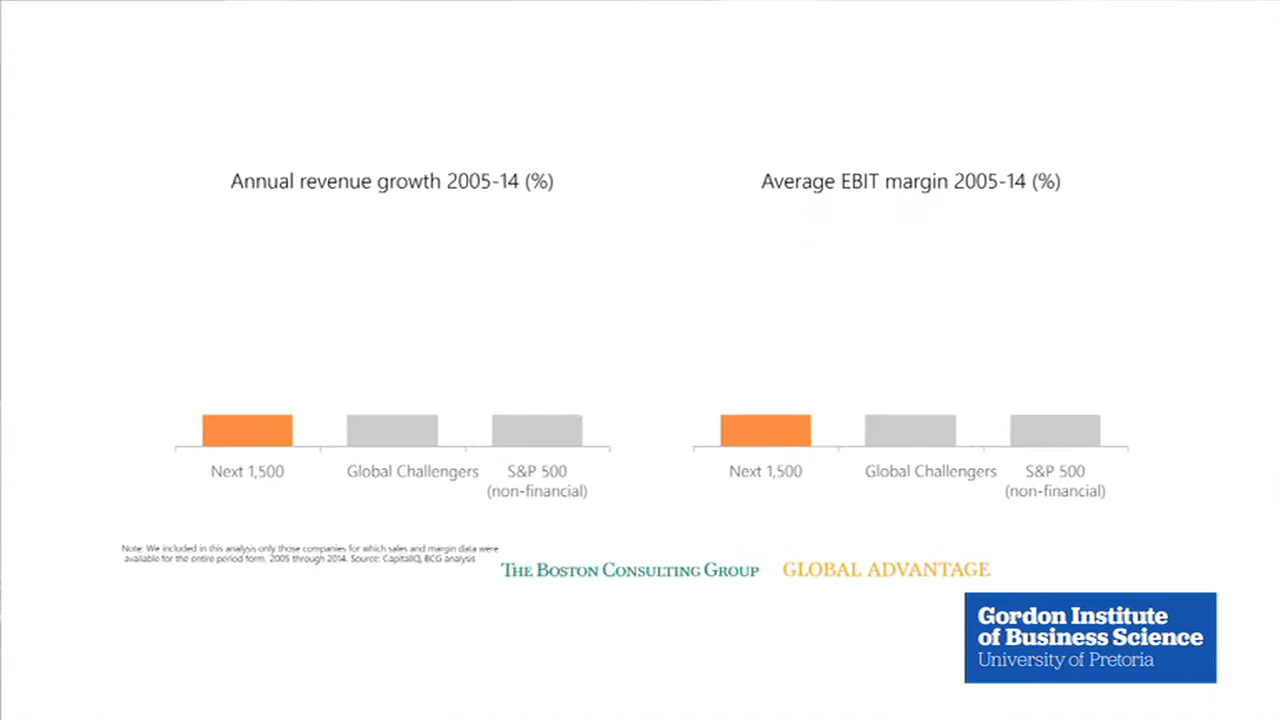 Annual revenue growth 2005-14 (%)
Average EBIT margin 2005-14 (%)
Next 1,500
Global Challengers
S&P 500
(non-financial)
Next 1,500
Global Challengers
S&P 500
(non-financial)
Note: We included in this analysis only those companies for which sales and margin data were
available for the entire period form 2005 through 2014. Source: CapitalIQ, BCG analysis
THE BOSTON CONSULTING GROUP
GLOBAL ADVANTAGE
Gordon Institute
of Business Science
University of Pretoria